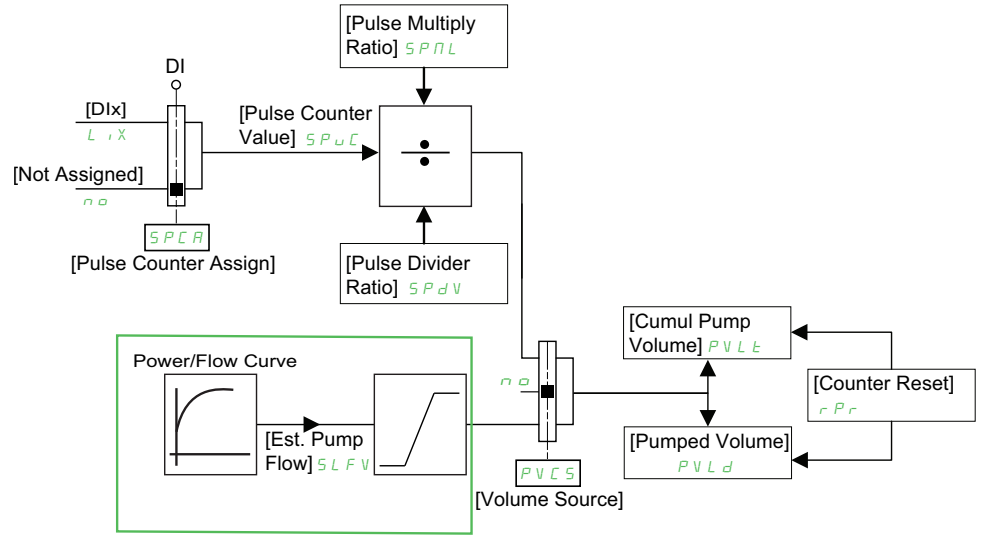 [Pulse Multiply
Ratio] SPML
DI
[DIx]
LiX
[Pulse Counter
Value] SPuC
[Not Assigned]
no
SPCA
[Pulse Counter Assign]
[Pulse Divider
Ratio] SPdV
Power/Flow Curve
[Est. Pump
Flow] SLFV
no
PVCS
[Volume Source]
[Cumul Pump
Volume] PVLt
[Counter Reset]
rPr
[Pumped Volume]
PVLd